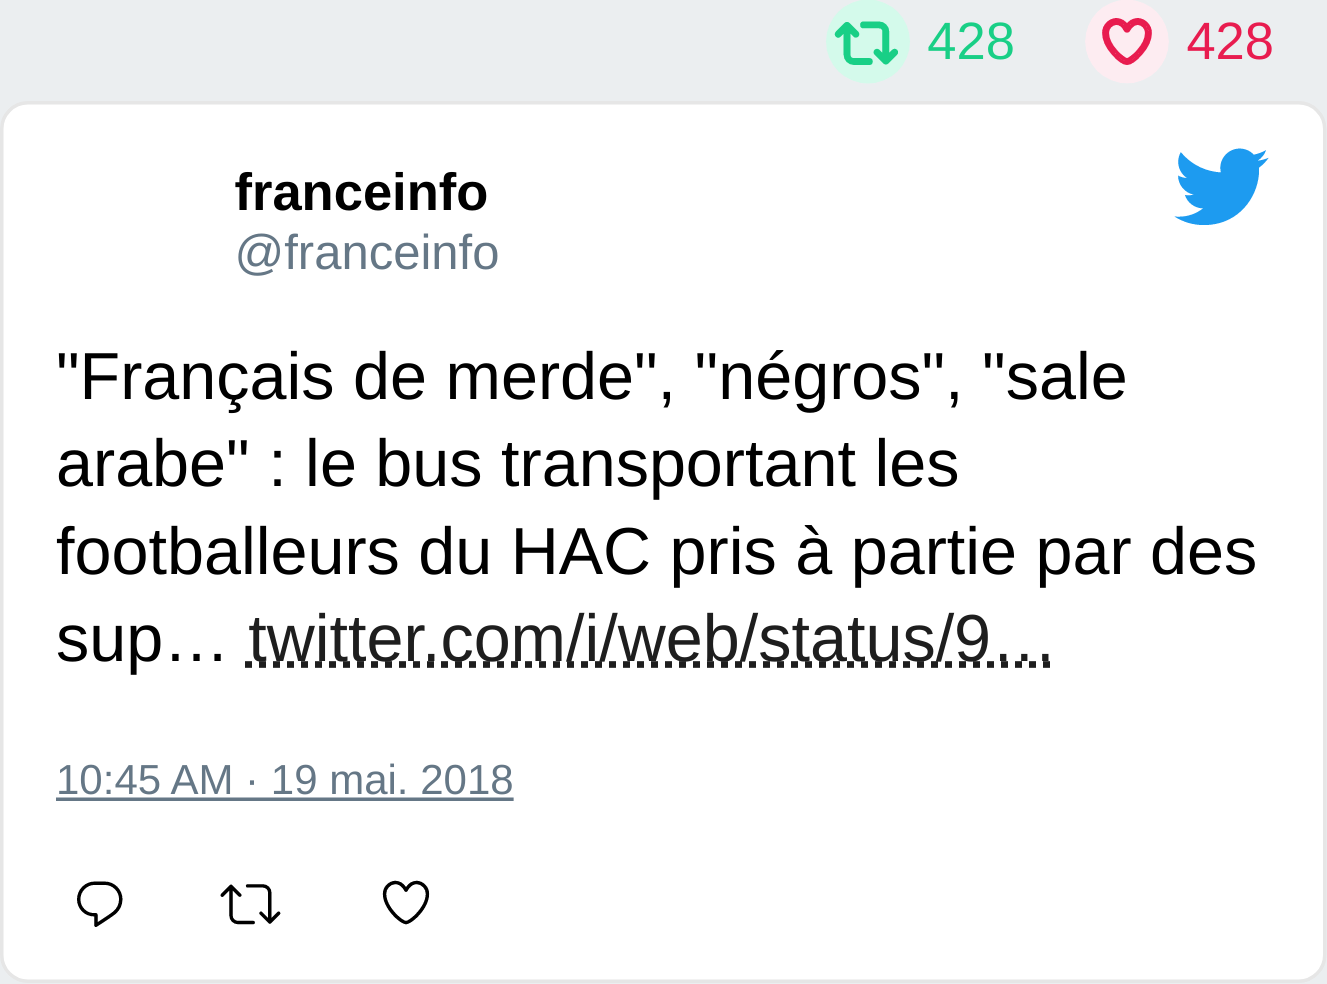 428 428
franceinfo
@franceinfo
"Français de merde", "négros", "sale
arabe" : le bus transportant les
footballeurs du HAC pris à partie par des
sup… twitter.com/i/web/status/9…
10:45 AM · 19 mai. 2018